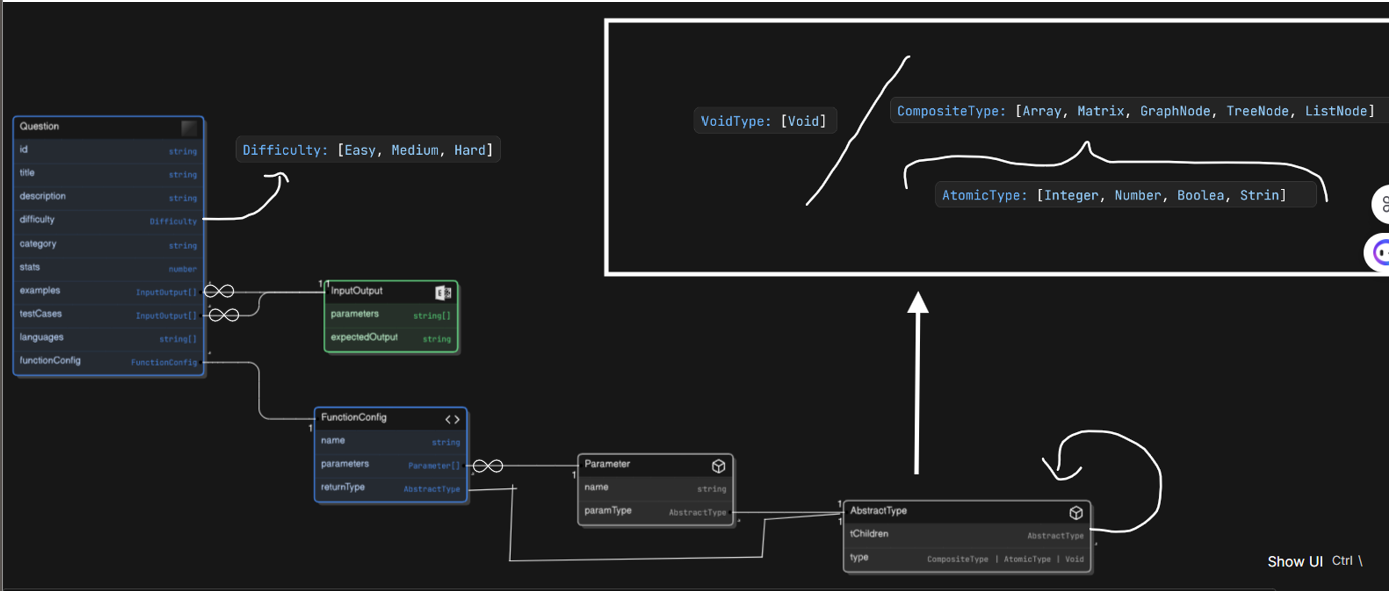 VoidType: [Void]
CompositeType: [Array, Matrix, GraphNode, TreeNode, ListNode]
AtomicType: [Integer, Number, Boolea, Strin]
Question
id string
title string
description string
difficulty Difficulty
category string
stats number
examples InputOutput[]
testCases InputOutput[]
languages string[]
functionConfig FunctionConfig
Difficulty: [Easy, Medium, Hard]
1 1
InputOutput
parameters string[]
expectedOutput string
1
FunctionConfig
name string
parameters Parameter[]
returnType AbstractType
1
Parameter
name string
paramType AbstractType
1
1
AbstractType
tChildren AbstractType
type CompositeType | AtomicType | Void
Show UI Ctrl \